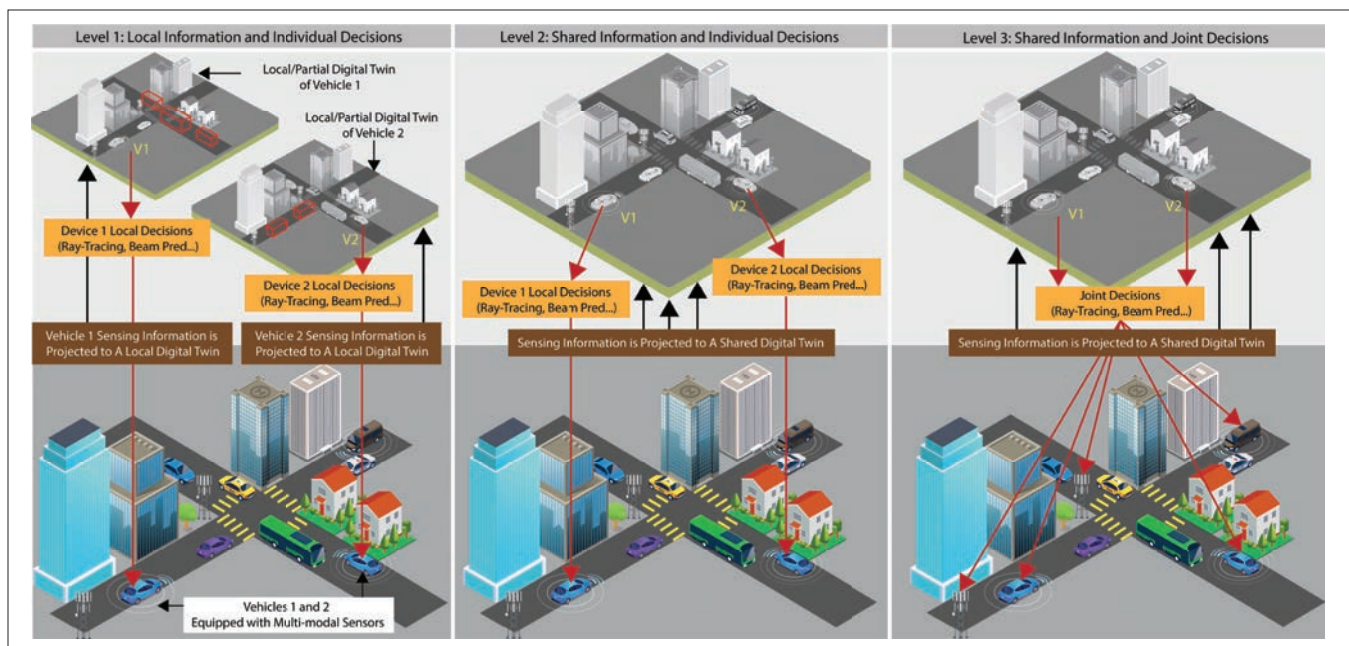 Level 1: Local Information and Individual Decisions
Local/Partial Digital Twin
of Vehicle 1
Local/Partial Digital Twin
of Vehicle 2
V1
V2
Device 1 Local Decisions
(Ray-Tracing, Beam Pred...)
Device 2 Local Decisions
(Ray-Tracing, Beam Pred...)
Vehicle 1 Sensing Information is
Projected to A Local Digital Twin
Vehicle 2 Sensing Information is
Projected to A Local Digital Twin
Vehicles 1 and 2
Equipped with Multi-modal Sensors
Level 2: Shared Information and Individual Decisions
V1
V2
Device 2 Local Decisions
(Ray-Tracing, Beam Pred...)
Device 1 Local Decisions
(Ray-Tracing, Beam Pred...)
Sensing Information is Projected to A Shared Digital Twin
Level 3: Shared Information and Joint Decisions
V1
V2
Joint Decisions
(Ray-Tracing, Beam Pred...)
Sensing Information is Projected to A Shared Digital Twin